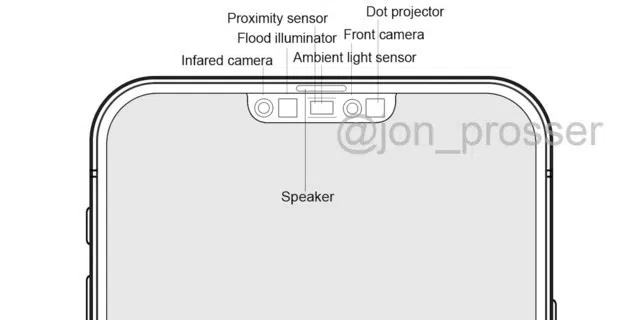 Dot projector
Proximity sensor
Flood illuminator
Front camera
Infared camera
Ambient light sensor
@jon_prosser
Speaker